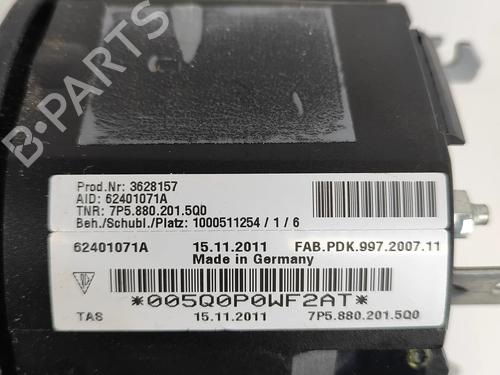 B-PARTS
Prod.Nr: 3628157
AID: 62401071A
TNR: 7P5.880.201.5Q0
Beh./Schubl./Platz: 1000511254 / 1 / 6
62401071A 15.11.2011 FAB.PDK.997.2007.11
Made in Germany
*005Q0P0WF2AT*
TAS 15.11.2011 7P5.880.201.5Q0